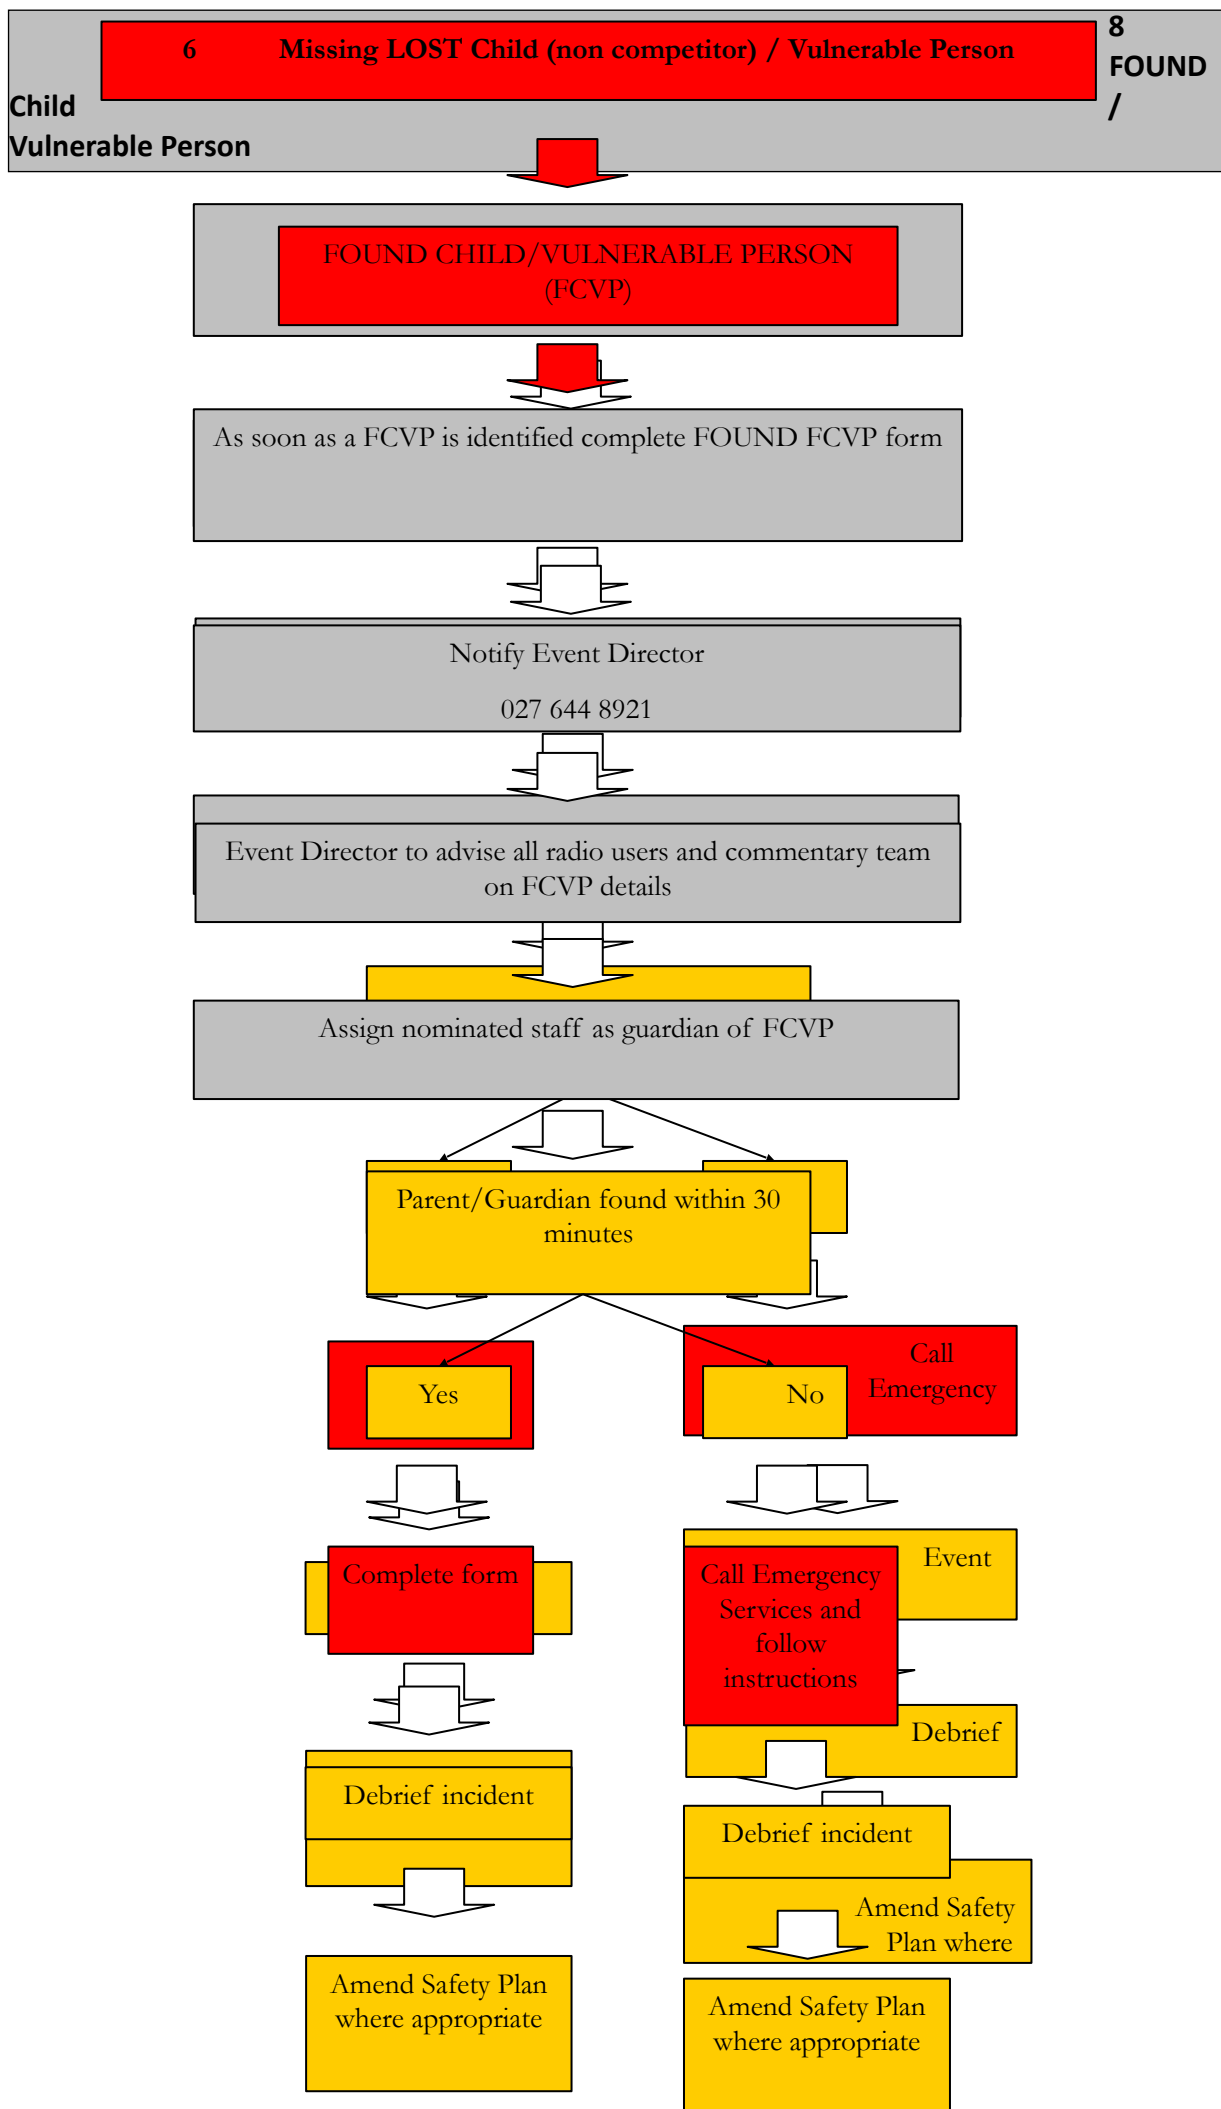 6 Missing LOST Child (non competitor) / Vulnerable Person
8
FOUND
Child /
Vulnerable Person
FOUND CHILD/VULNERABLE PERSON
(FCVP)
As soon as a FCVP is identified complete FOUND FCVP form
Notify Event Director
027 644 8921
Event Director to advise all radio users and commentary team
on FCVP details
Assign nominated staff as guardian of FCVP
Parent/Guardian found within 30
minutes
Yes
No
Call
Emergency
Complete form
Call Emergency
Services and
follow
instructions
Event
Debrief
Debrief incident
Debrief incident
Amend Safety
Plan where
Amend Safety Plan
where appropriate
Amend Safety Plan
where appropriate